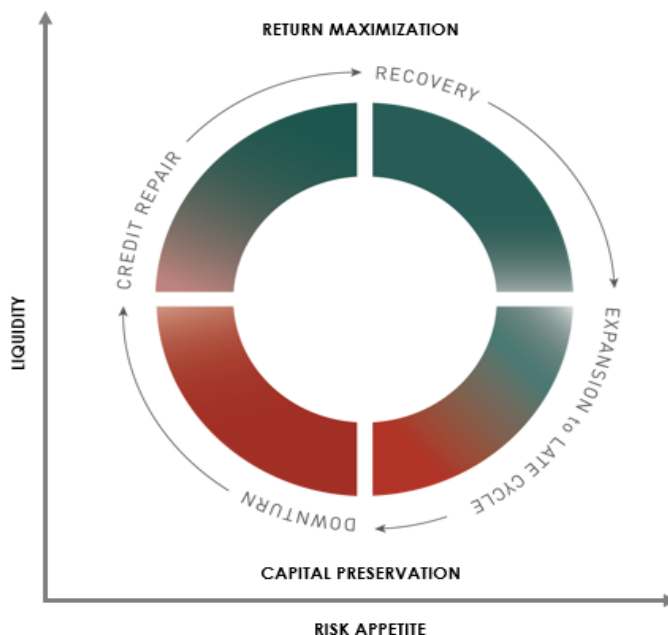 RETURN MAXIMIZATION
RECOVERY
CREDIT REPAIR
LIQUIDITY
EXPANSION to LATE CYCLE
DOWNTURN
CAPITAL PRESERVATION
RISK APPETITE